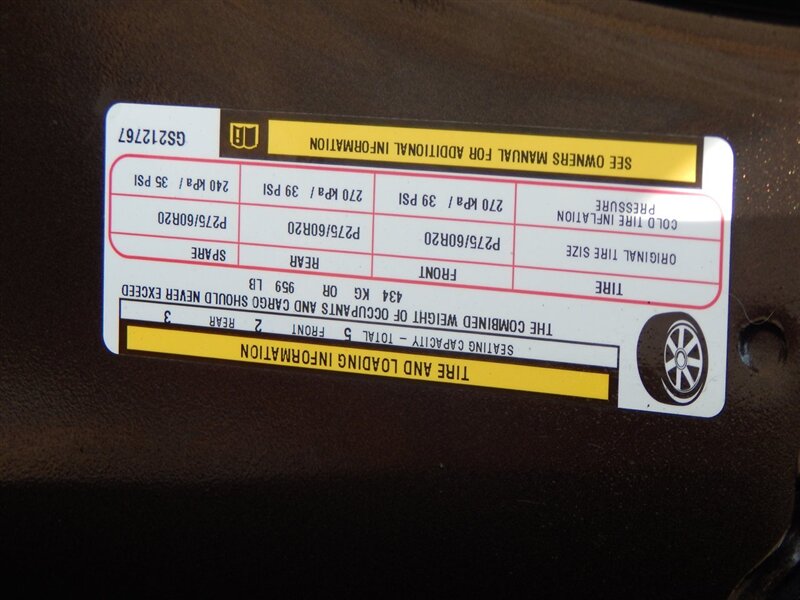 TIRE AND LOADING INFORMATION
SEATING CAPACITY – TOTAL 5 FRONT 2 REAR 3
THE COMBINED WEIGHT OF OCCUPANTS AND CARGO SHOULD NEVER EXCEED
434 KG OR 959 LB
TIRE FRONT REAR SPARE
ORIGINAL TIRE SIZE P275/60R20 P275/60R20 P275/60R20
COLD TIRE INFLATION PRESSURE 270 kPa / 39 PSI 270 kPa / 39 PSI 240 kPa / 35 PSI
SEE OWNERS MANUAL FOR ADDITIONAL INFORMATION
GS212767